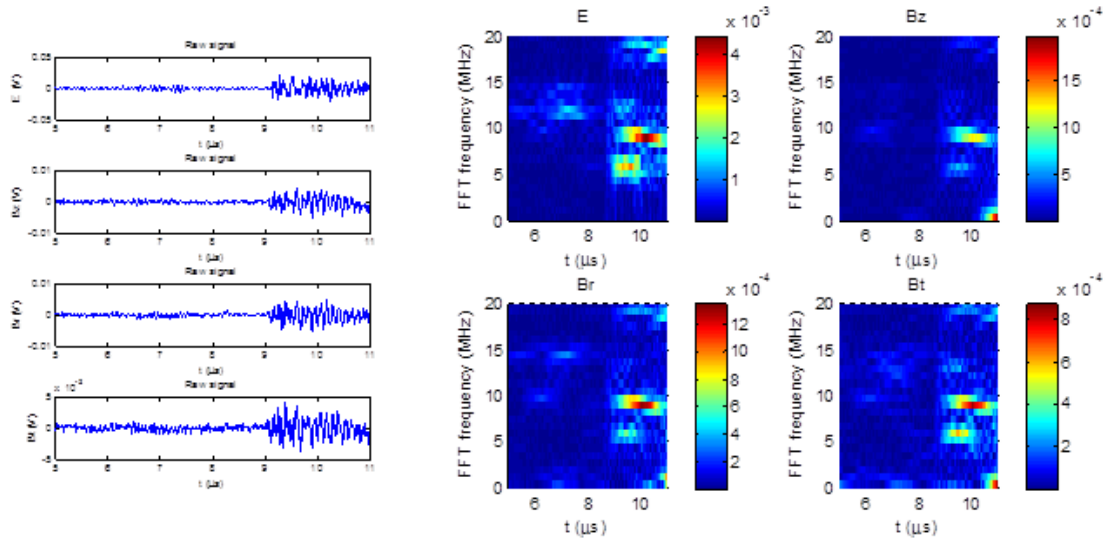 Raw signal
0.05
0
-0.05
E (V)
5 6 7 8 9 10 11
t (µs)
Raw signal
0.01
0
-0.01
Bz (V)
5 6 7 8 9 10 11
t (µs)
Raw signal
0.01
0
-0.01
Br (V)
5 6 7 8 9 10 11
t (µs)
x 10
Raw signal
5
0
-5
5 6 7 8 9 10 11
t (µs)
E
x 10^-3
20
15
10
5
0
FFT frequency (MHz)
6 8 10
t (µs)
4
3
2
1
Bz
x 10^-4
20
15
10
5
0
FFT frequency (MHz)
6 8 10
t (µs)
15
10
5
Br
x 10^-4
20
15
10
5
0
FFT frequency (MHz)
6 8 10
t (µs)
12
10
8
6
4
2
Bt
x 10^-4
20
15
10
5
0
FFT frequency (MHz)
6 8 10
t (µs)
8
6
4
2